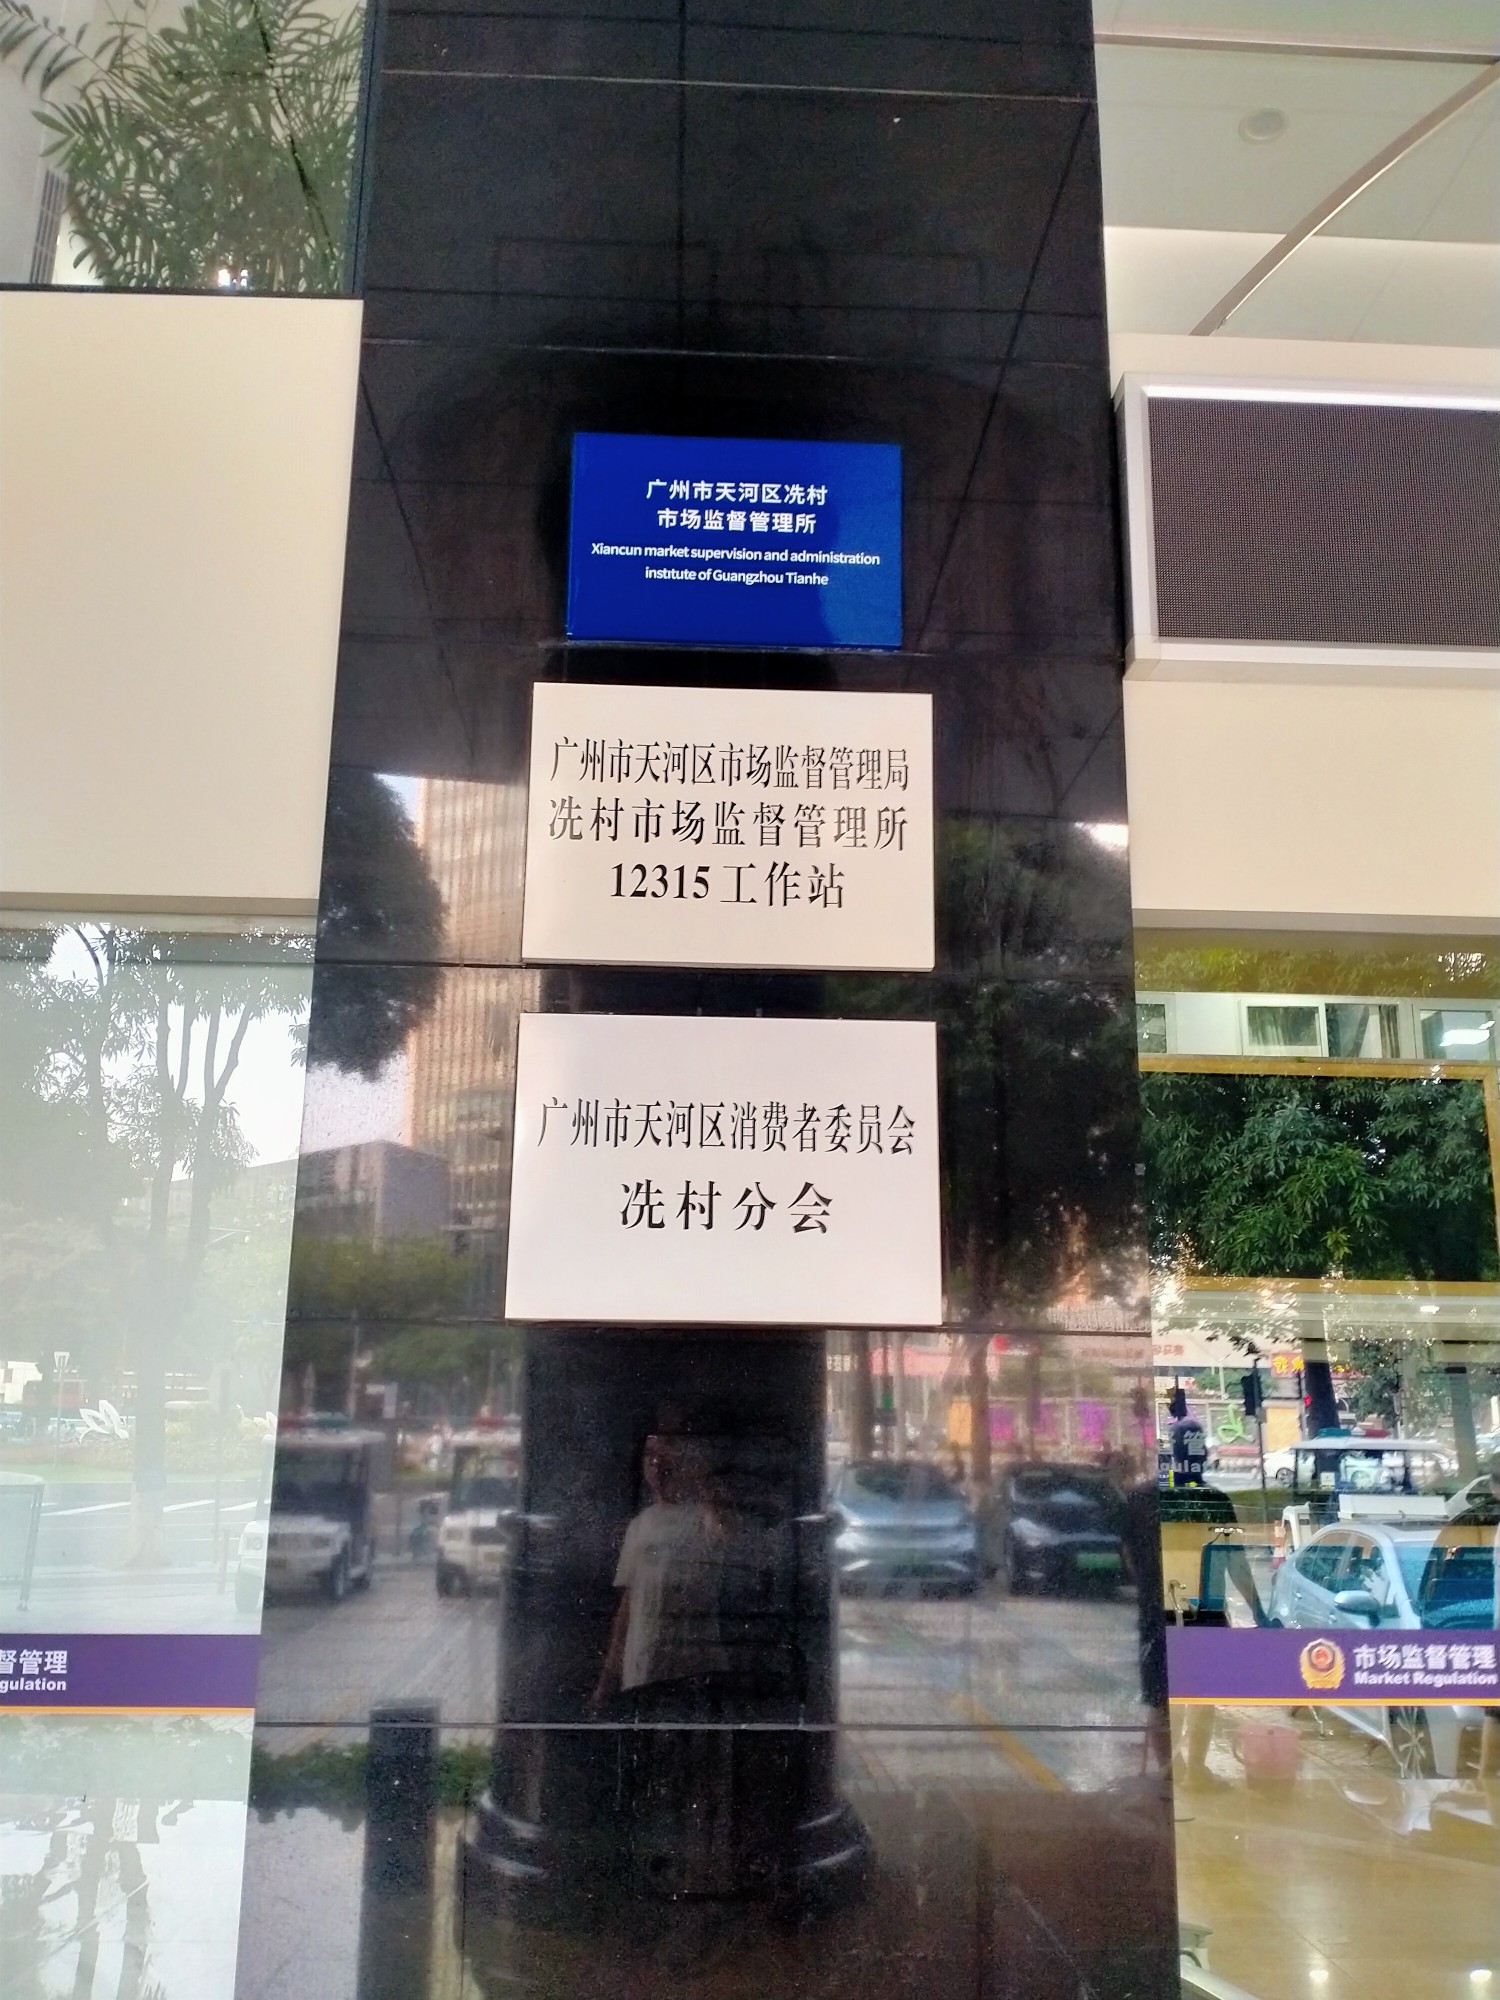 广州市天河区冼村
市场监督管理所
Xiancun market supervision and administration
institute of Guangzhou Tianhe
广州市天河区市场监督管理局
冼村市场监督管理所
12315工作站
广州市天河区消费者委员会
冼村分会
督管理
gulation
市场监督管理
Market Regulation